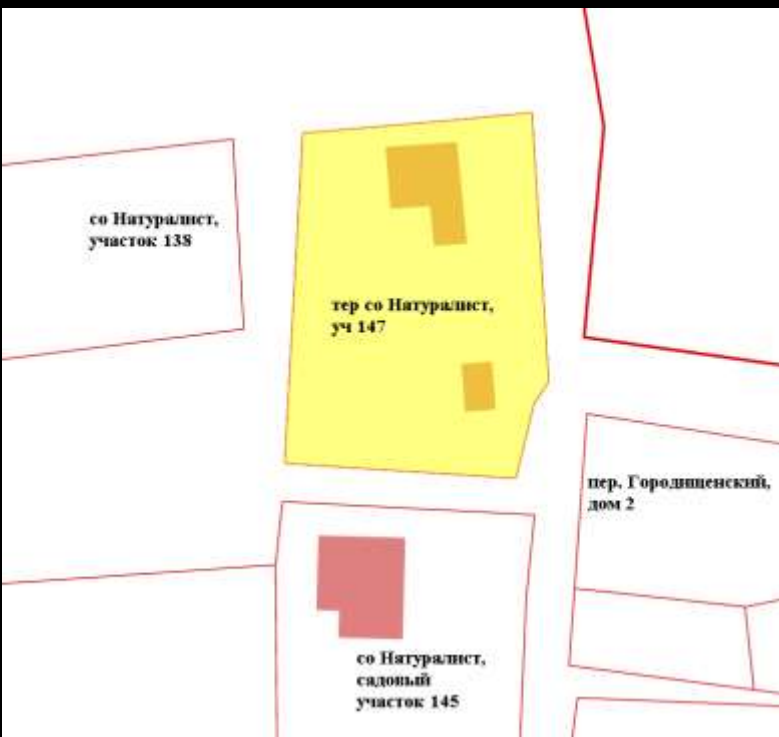 со Натуралист,
участок 138
тер со Натуралист,
уч 147
пер. Городищенский,
дом 2
со Натуралист,
садовый
участок 145